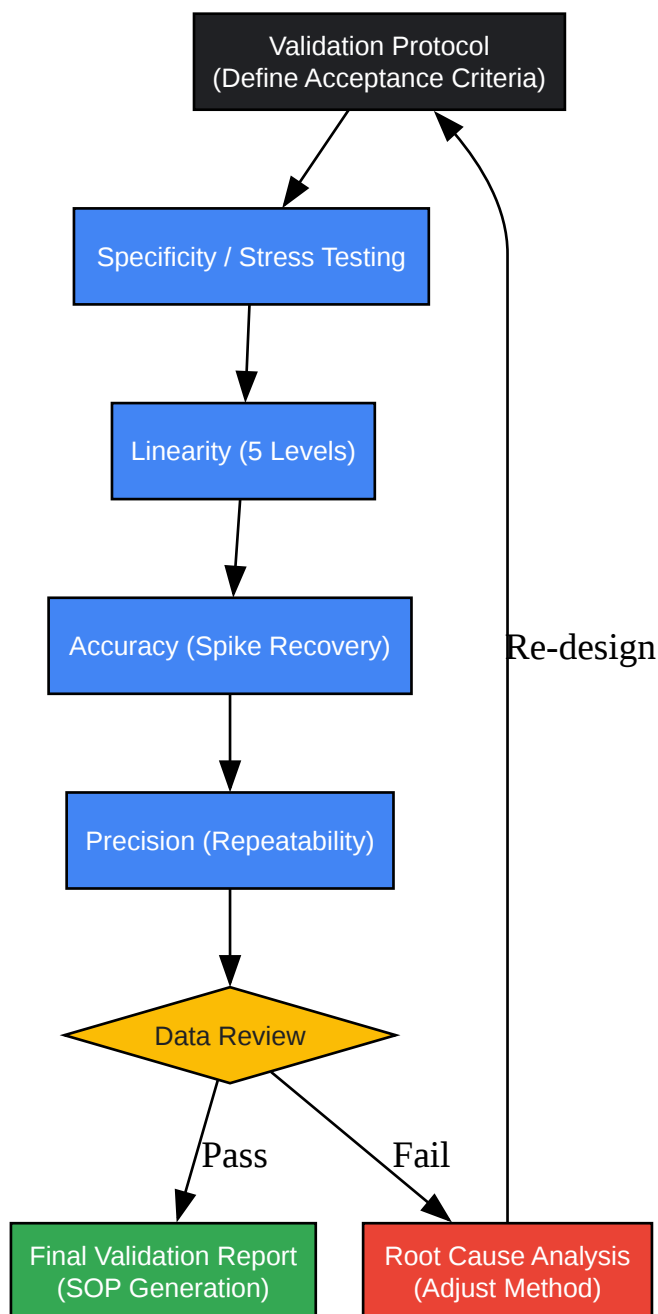 Validation Protocol
(Define Acceptance Criteria)
Specificity / Stress Testing
Linearity (5 Levels)
Accuracy (Spike Recovery)
Re-design
Precision (Repeatability)
Data Review
Pass
Fail
Final Validation Report
(SOP Generation)
Root Cause Analysis
(Adjust Method)